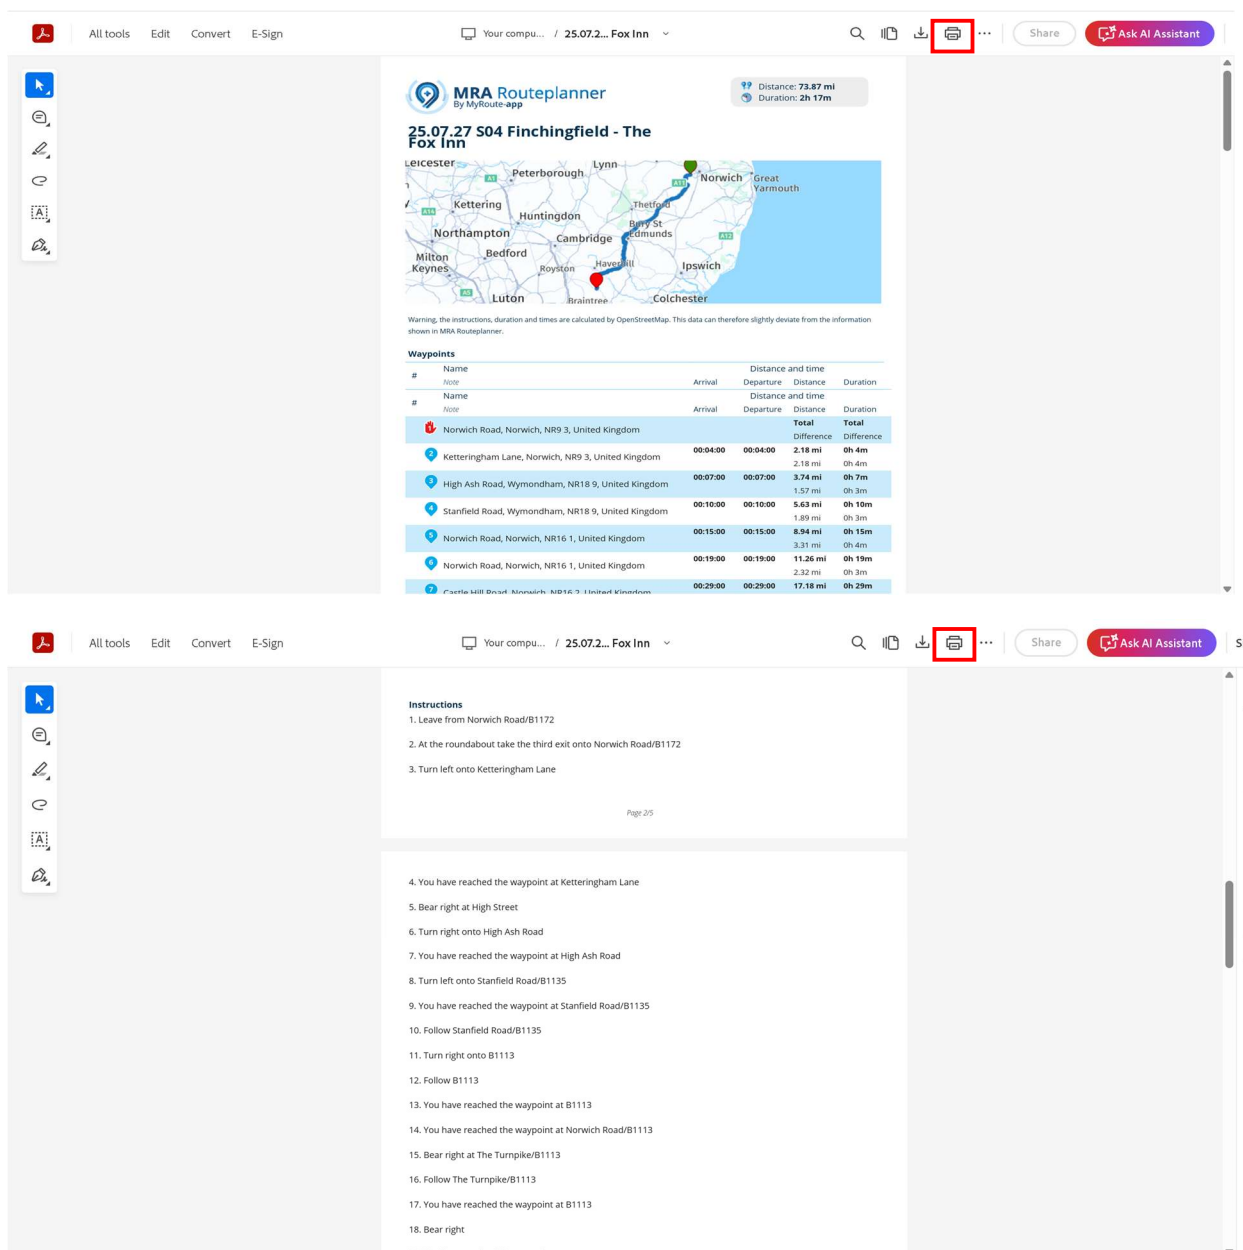 All tools Edit Convert E-Sign Your compu... / 25.07.2... Fox Inn Share Ask AI Assistant
MRA Routeplanner
By MyRoute-app
Distance: 73.87 mi
Duration: 2h 17m
25.07.27 S04 Finchingfield - The
Fox Inn
Leicester
Lynn
Peterborough
A1
A11
Norwich
Great
Yarmouth
Kettering
A14
Huntingdon
Thetford
Bury St
Edmunds
Northampton
Cambridge
A12
Milton
Keynes
Bedford
Royston
Haverhill
Ipswich
A5
Luton
Braintree
Colchester
Warning, the instructions, duration and times are calculated by OpenStreetMap. This data can therefore slightly deviate from the information
shown in MRA Routeplanner.
Waypoints
# Name Distance and time
Note Arrival Departure Distance Duration
# Name Distance and time
Note Arrival Departure Distance Duration
1 Norwich Road, Norwich, NR9 3, United Kingdom Total Total
Difference Difference
2 Ketteringham Lane, Norwich, NR9 3, United Kingdom 00:04:00 00:04:00 2.18 mi 0h 4m
2.18 mi 0h 4m
3 High Ash Road, Wymondham, NR18 9, United Kingdom 00:07:00 00:07:00 3.74 mi 0h 7m
1.57 mi 0h 3m
4 Stanfield Road, Wymondham, NR18 9, United Kingdom 00:10:00 00:10:00 5.63 mi 0h 10m
1.89 mi 0h 3m
5 Norwich Road, Norwich, NR16 1, United Kingdom 00:15:00 00:15:00 8.94 mi 0h 15m
3.31 mi 0h 4m
6 Norwich Road, Norwich, NR16 1, United Kingdom 00:19:00 00:19:00 11.26 mi 0h 19m
2.32 mi 0h 3m
7 Castle Hill Road, Norwich, NR16 2, United Kingdom 00:29:00 00:29:00 17.18 mi 0h 29m
All tools Edit Convert E-Sign Your compu... / 25.07.2... Fox Inn Share Ask AI Assistant S
Instructions
1. Leave from Norwich Road/B1172
2. At the roundabout take the third exit onto Norwich Road/B1172
3. Turn left onto Ketteringham Lane
Page 2/5
4. You have reached the waypoint at Ketteringham Lane
5. Bear right at High Street
6. Turn right onto High Ash Road
7. You have reached the waypoint at High Ash Road
8. Turn left onto Stanfield Road/B1135
9. You have reached the waypoint at Stanfield Road/B1135
10. Follow Stanfield Road/B1135
11. Turn right onto B1113
12. Follow B1113
13. You have reached the waypoint at B1113
14. You have reached the waypoint at Norwich Road/B1113
15. Bear right at The Turnpike/B1113
16. Follow The Turnpike/B1113
17. You have reached the waypoint at B1113
18. Bear right